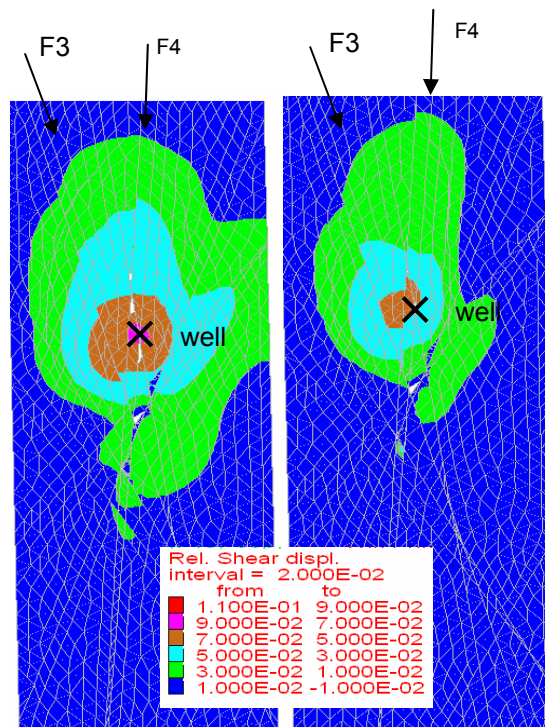 F3
F4
F3
F4
well
well
Rel. Shear displ.
interval = 2.000E-02
from to
1.100E-01 9.000E-02
9.000E-02 7.000E-02
7.000E-02 5.000E-02
5.000E-02 3.000E-02
3.000E-02 1.000E-02
1.000E-02 -1.000E-02